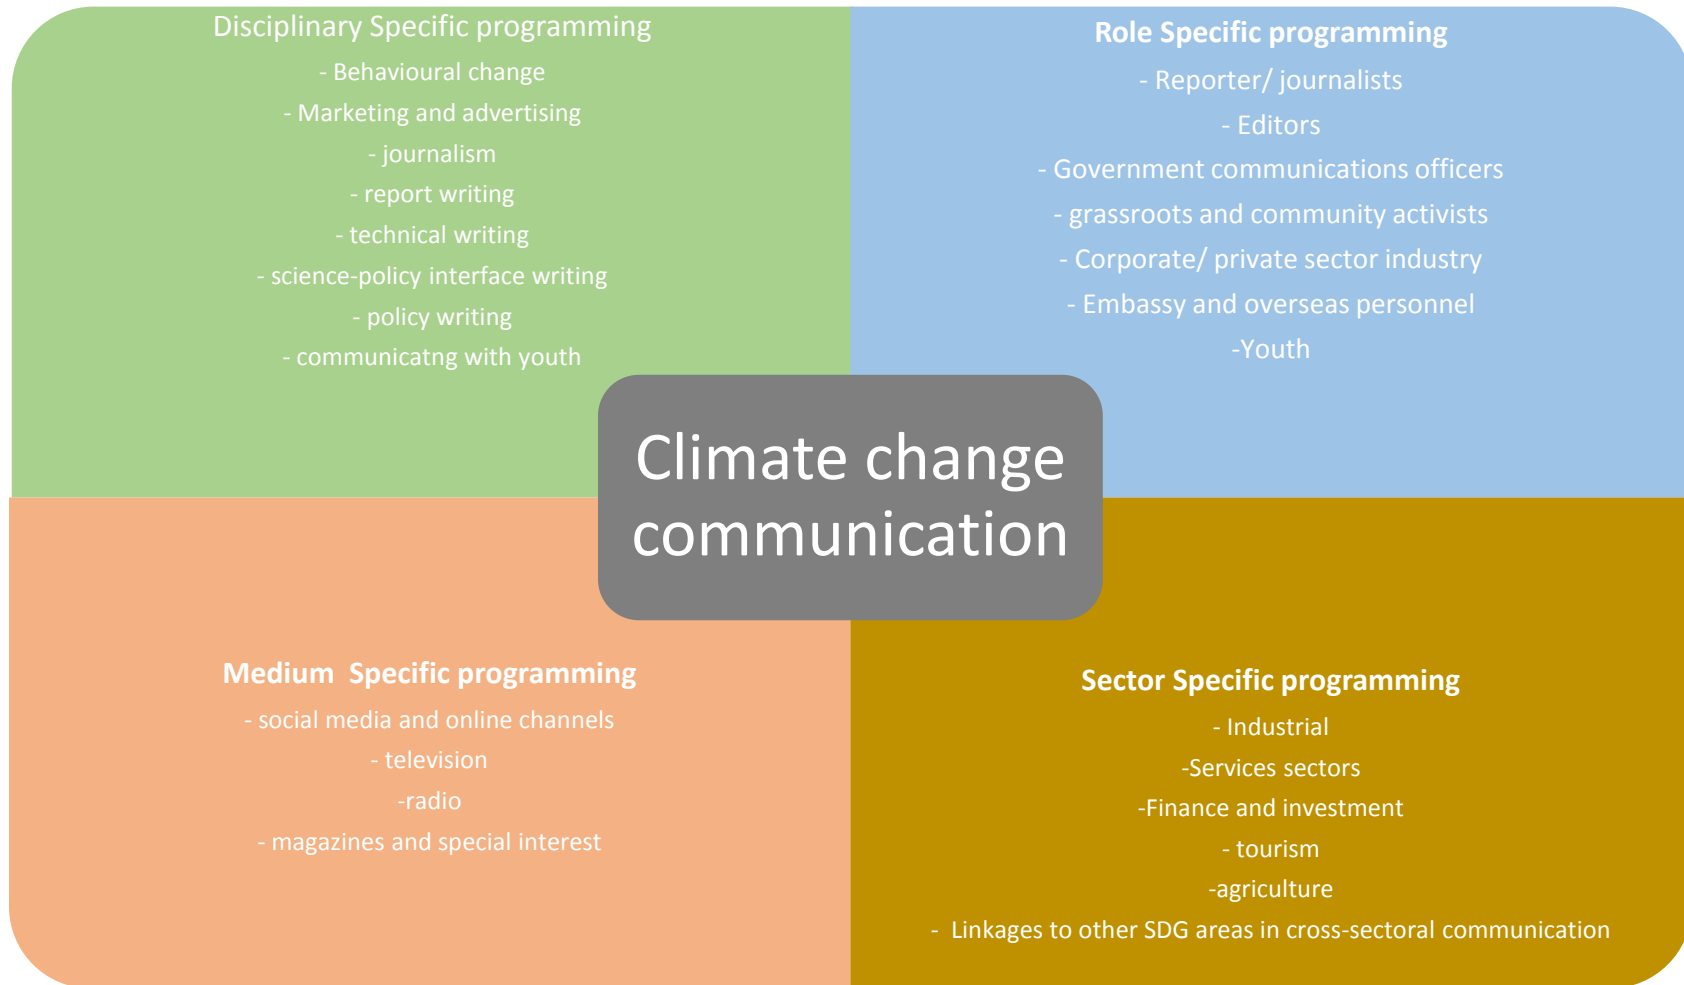 Disciplinary Specific programming
- Behavioural change
- Marketing and advertising
- journalism
- report writing
- technical writing
- science-policy interface writing
- policy writing
- communicatng with youth
Role Specific programming
- Reporter/ journalists
- Editors
- Government communications officers
- grassroots and community activists
- Corporate/ private sector industry
- Embassy and overseas personnel
-Youth
Climate change
communication
Medium  Specific programming
- social media and online channels
- television
-radio
- magazines and special interest
Sector Specific programming
- Industrial
-Services sectors
-Finance and investment
- tourism
-agriculture
-  Linkages to other SDG areas in cross-sectoral communication